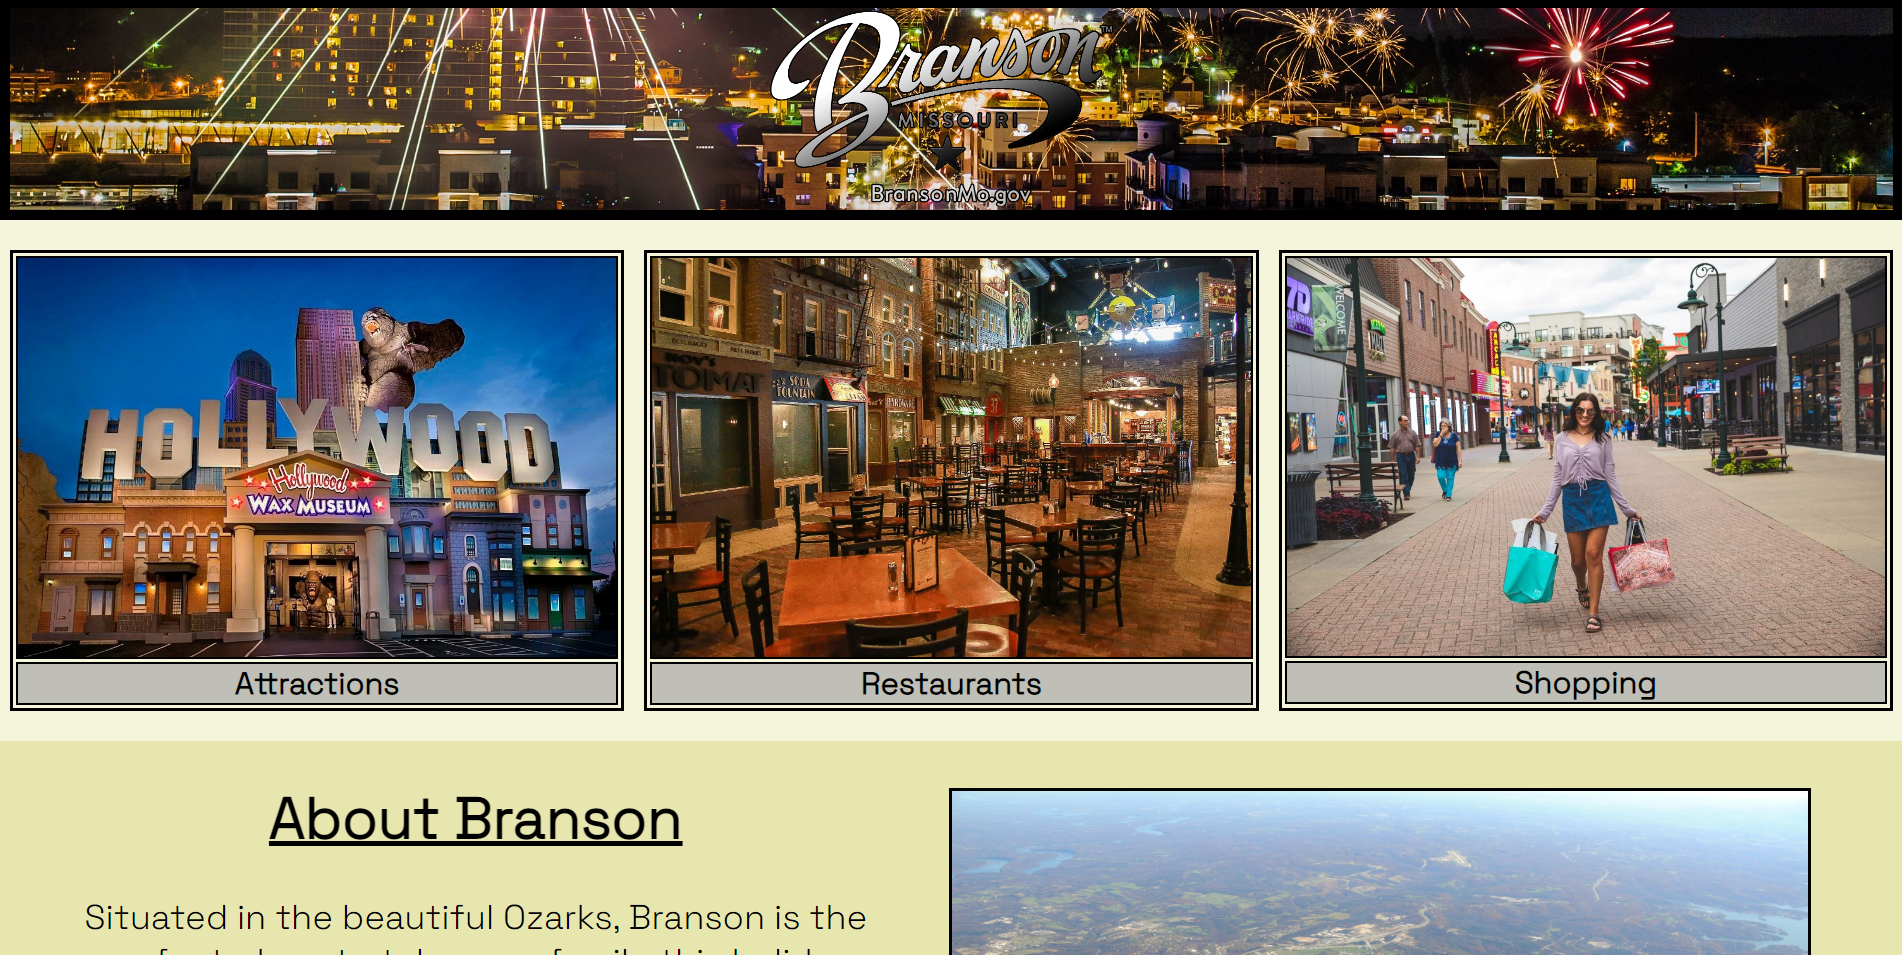 Branson
MISSOURI
BransonMo.gov
HOLLYWOOD
Hollywood
WAX MUSEUM
SODA
FOUNTAIN
WELCOME
7D
Attractions
Restaurants
Shopping
About Branson
Situated in the beautiful Ozarks, Branson is the